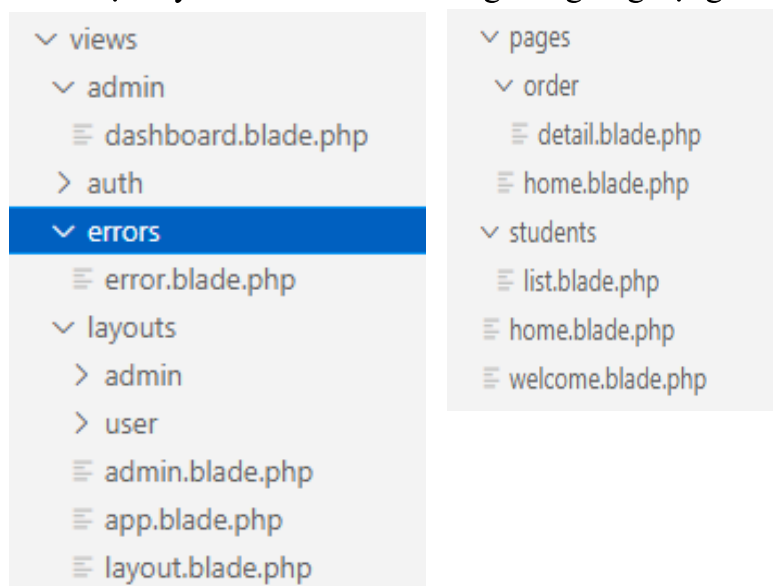 views
admin
dashboard.blade.php
auth
errors
error.blade.php
layouts
admin
user
admin.blade.php
app.blade.php
layout.blade.php
pages
order
detail.blade.php
home.blade.php
students
list.blade.php
home.blade.php
welcome.blade.php